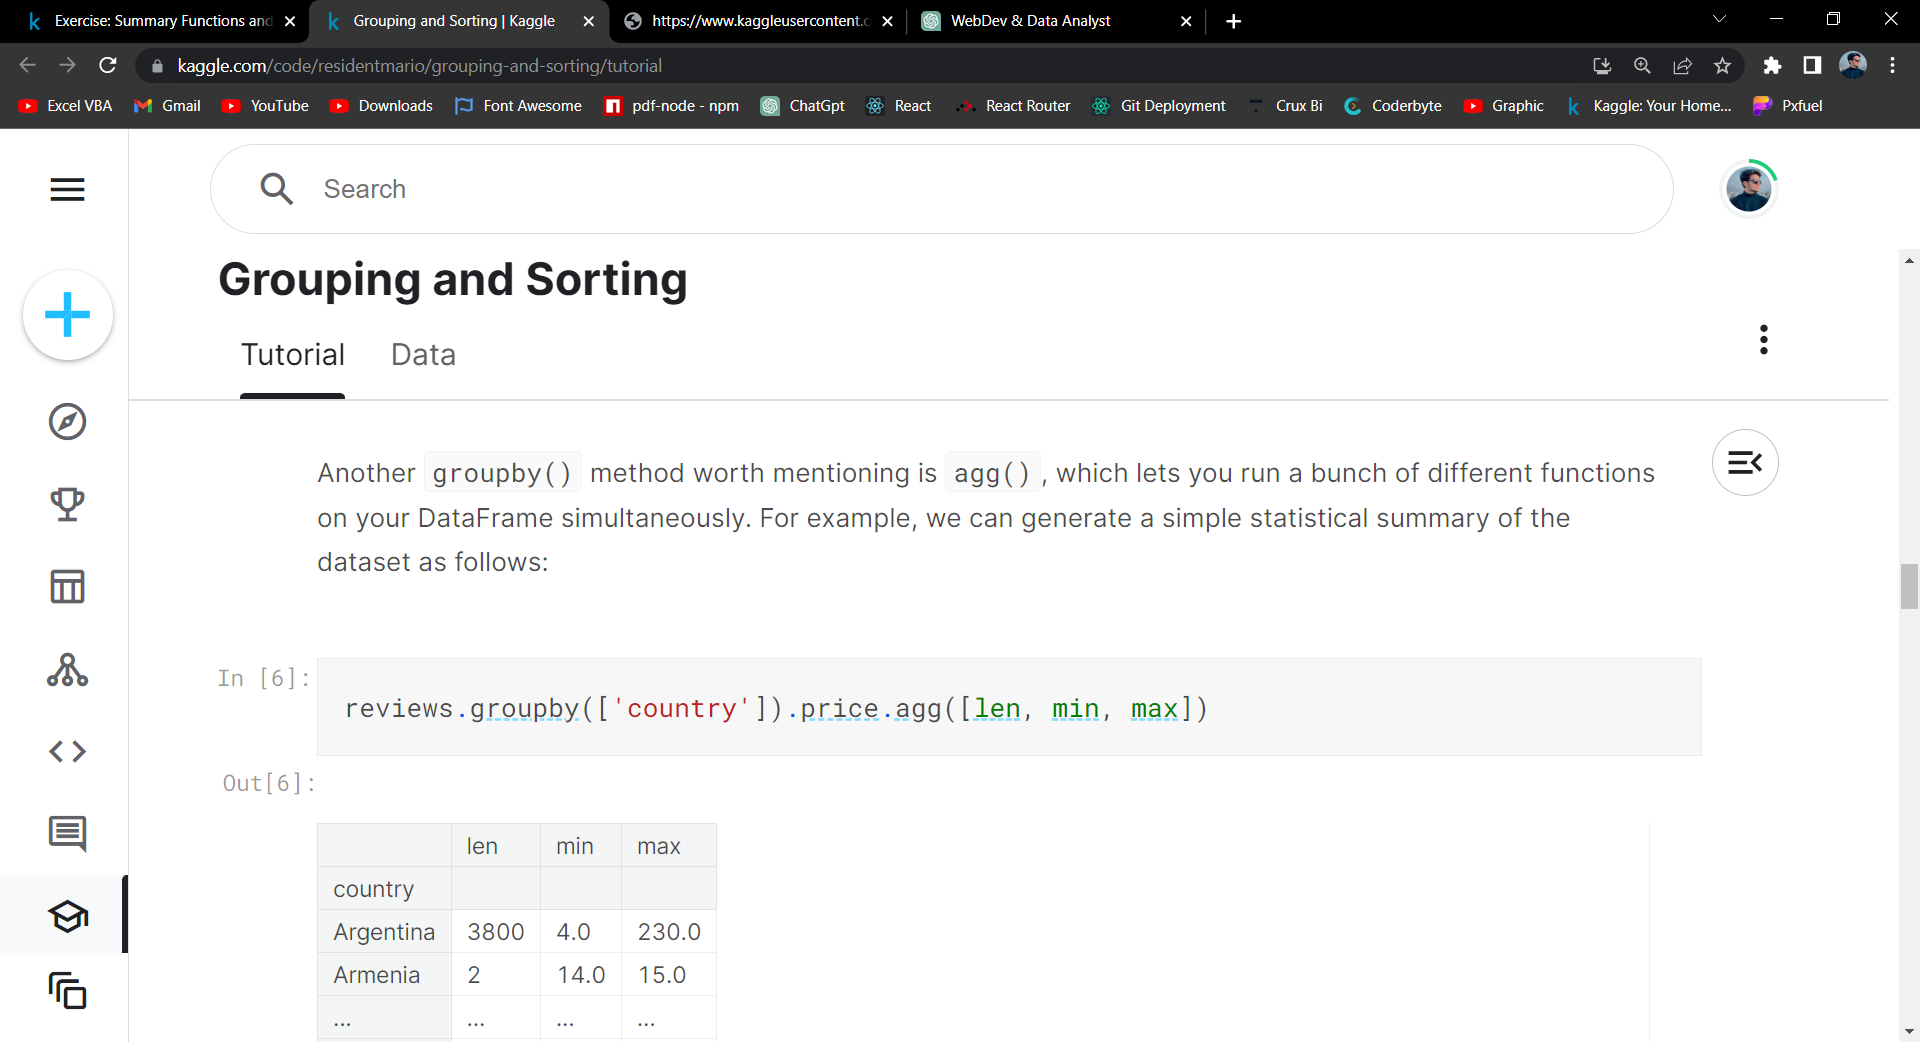 Exercise: Summary Functions and
Grouping and Sorting | Kaggle
https://www.kaggleusercontent.c
WebDev & Data Analyst
kaggle.com/code/residentmario/grouping-and-sorting/tutorial
Excel VBA
Gmail
YouTube
Downloads
Font Awesome
pdf-node - npm
ChatGpt
React
React Router
Git Deployment
Crux Bi
Coderbyte
Graphic
Kaggle: Your Home...
Pxfuel
Search
Grouping and Sorting
Tutorial Data
Another groupby() method worth mentioning is agg(), which lets you run a bunch of different functions
on your DataFrame simultaneously. For example, we can generate a simple statistical summary of the
dataset as follows:
In [6]:
reviews.groupby(['country']).price.agg([len, min, max])
Out[6]:
len min max
country
Argentina 3800 4.0 230.0
Armenia 2 14.0 15.0
... ... ... ...